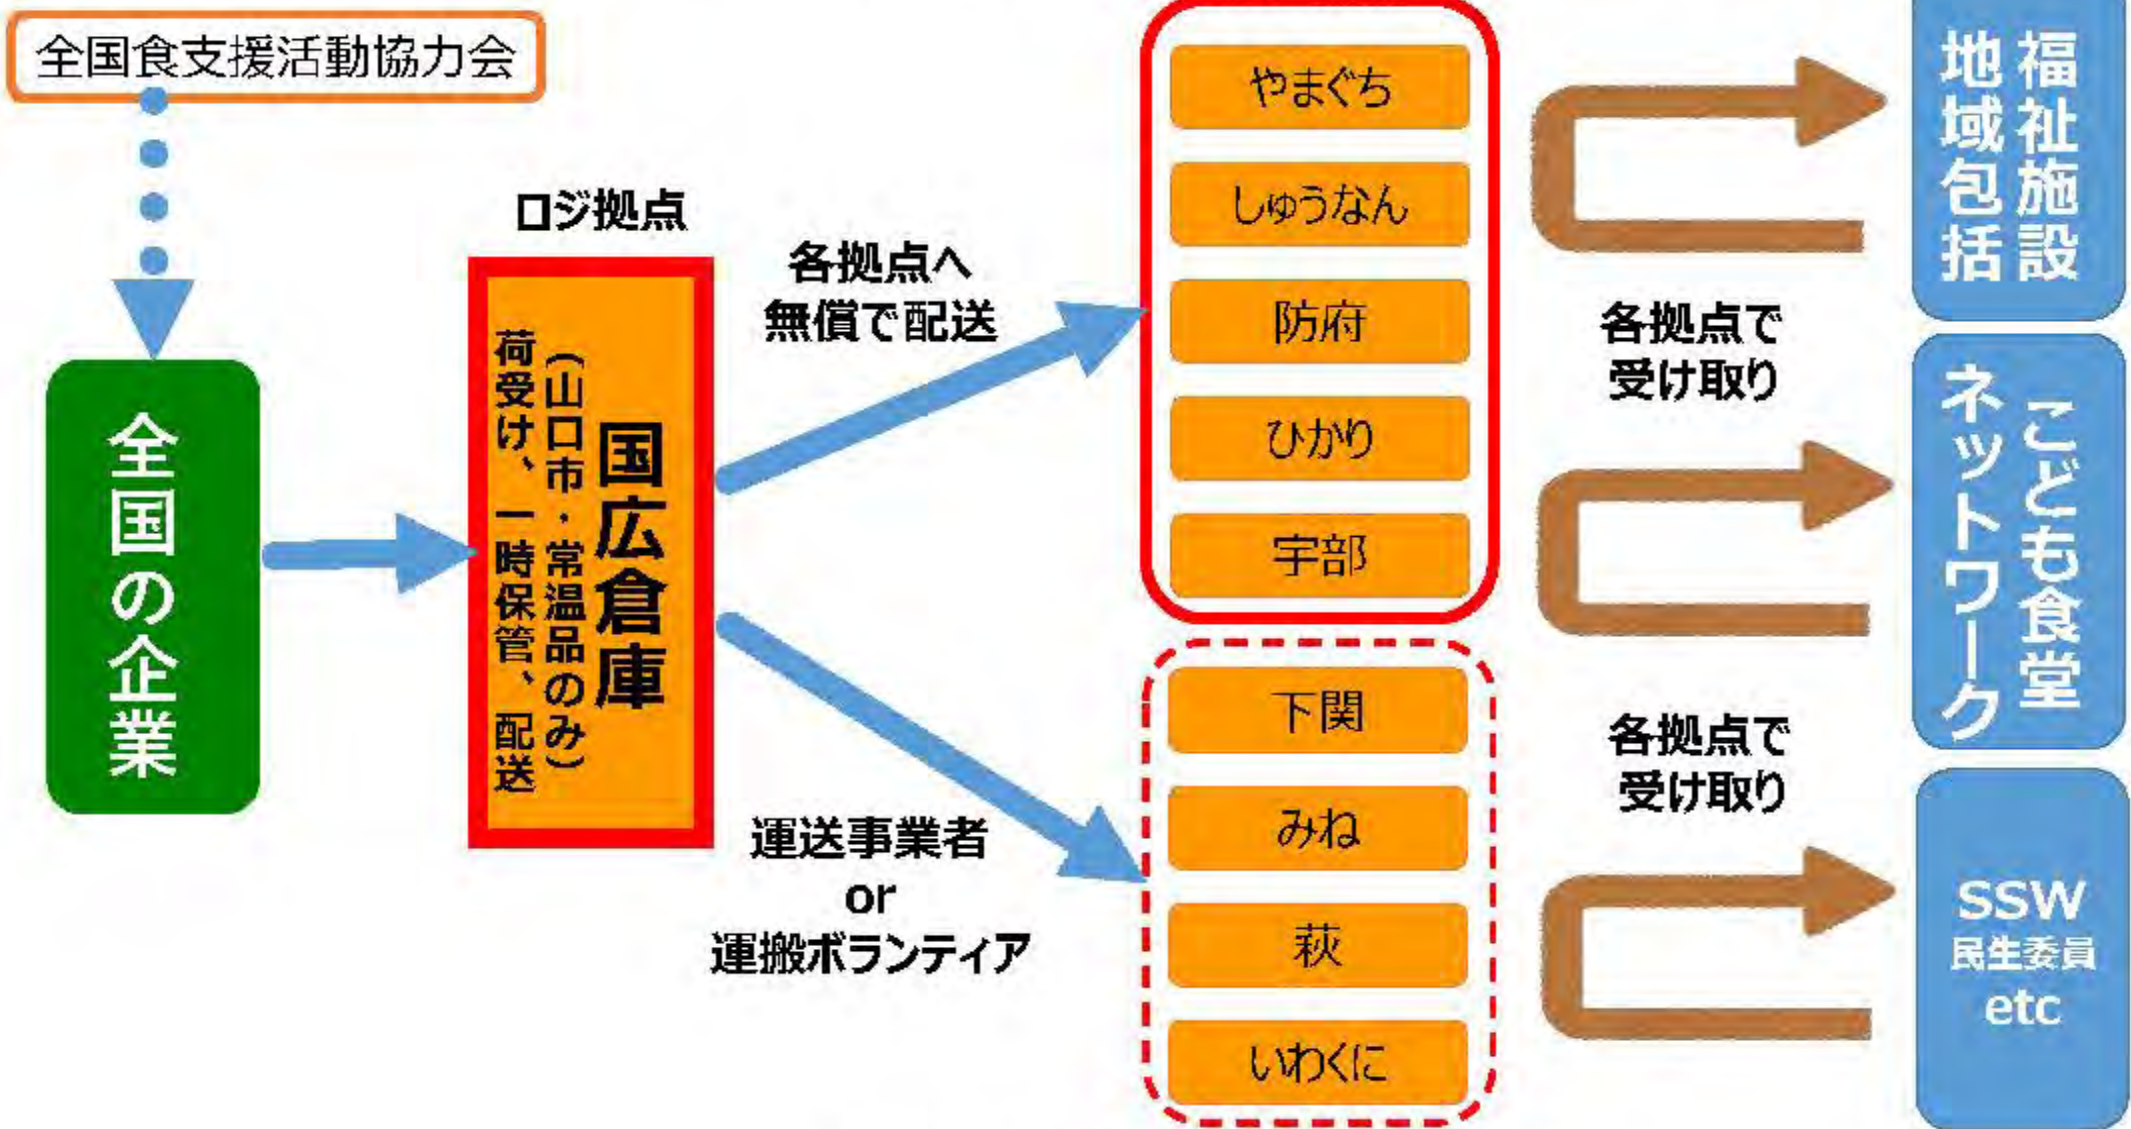 全国食支援活動協力会
全国の企業
ロジ拠点
国広倉庫
（山口市・常温品のみ）
荷受け、一時保管、配送
各拠点へ
無償で配送
運送事業者
or
運搬ボランティア
やまぐち
しゅうなん
防府
ひかり
宇部
下関
みね
萩
いわくに
各拠点で
受け取り
各拠点で
受け取り
福祉施設
地域包括
こども食堂
ネットワーク
SSW
民生委員
etc